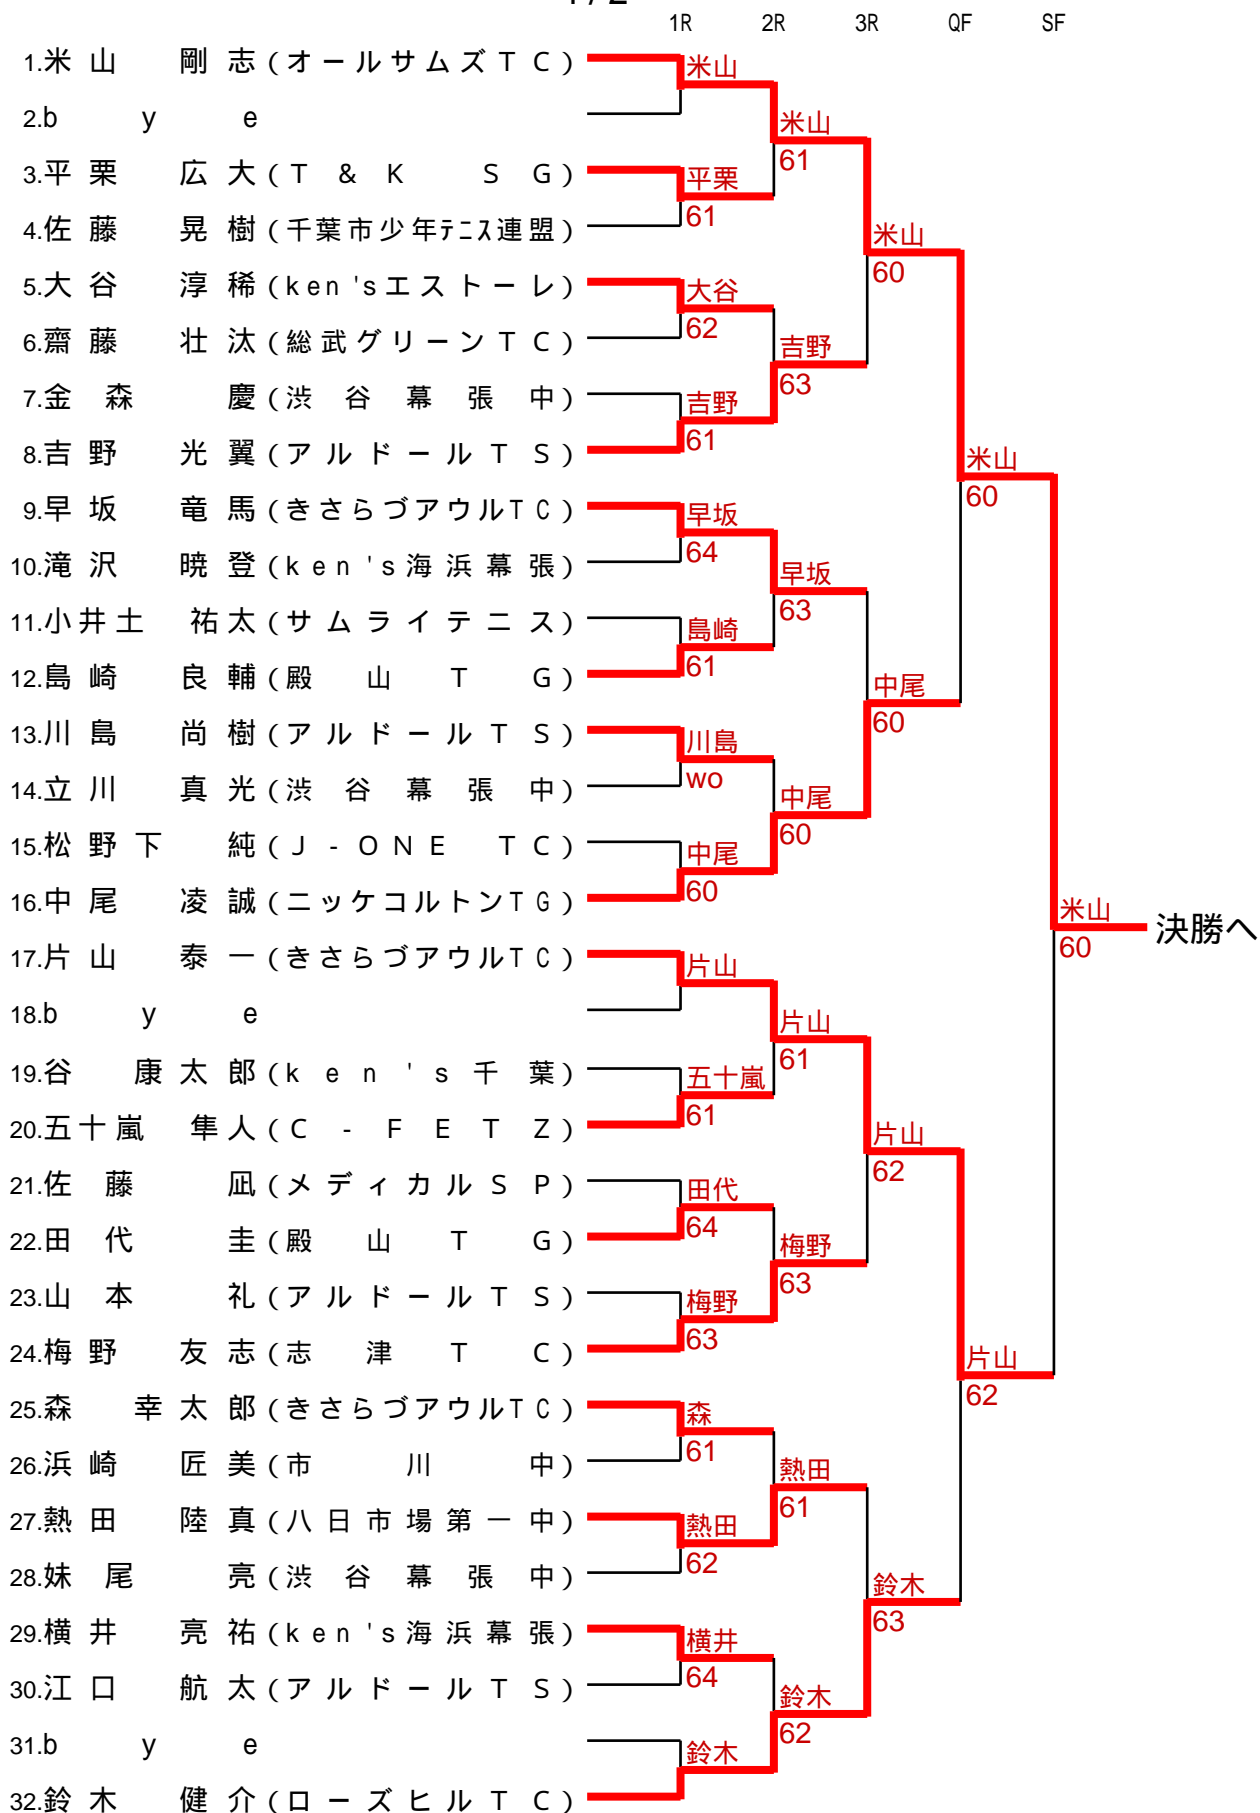 1R 2R 3R QF SF
1.米山 剛志(オールサムズTC)
米山
2.bye
米山
61
3.平栗 広大(T&K SG)
平栗
61
4.佐藤 晃樹(千葉市少年テニス連盟)
米山
60
5.大谷 淳稀(ken'sエストーレ)
大谷
62
6.齋藤 壮汰(総武グリーンTC)
吉野
63
7.金森 慶(渋谷幕張中)
吉野
61
8.吉野 光翼(アルドールTS)
米山
60
9.早坂 竜馬(きさらづアウルTC)
早坂
64
10.滝沢 暁登(ken's海浜幕張)
早坂
63
11.小井土 祐太(サムライテニス)
島崎
61
12.島崎 良輔(殿山TG)
中尾
60
13.川島 尚樹(アルドールTS)
川島
wo
14.立川 真光(渋谷幕張中)
中尾
60
15.松野下 純(J-ONE TC)
中尾
60
16.中尾 凌誠(ニッケコルトンTG)
米山
60
決勝へ
17.片山 泰一(きさらづアウルTC)
片山
18.bye
片山
61
19.谷 康太郎(ken's千葉)
五十嵐
61
20.五十嵐 隼人(C-FETZ)
片山
62
21.佐藤 凪(メディカルSP)
田代
64
22.田代 圭(殿山TG)
梅野
63
23.山本 礼(アルドールTS)
梅野
63
24.梅野 友志(志津TC)
片山
62
25.森 幸太郎(きさらづアウルTC)
森
61
26.浜崎 匠美(市川中)
熱田
61
27.熱田 陸真(八日市場第一中)
熱田
62
28.妹尾 亮(渋谷幕張中)
鈴木
63
29.横井 亮祐(ken's海浜幕張)
横井
64
30.江口 航太(アルドールTS)
鈴木
62
31.bye
鈴木
32.鈴木 健介(ローズヒルTC)